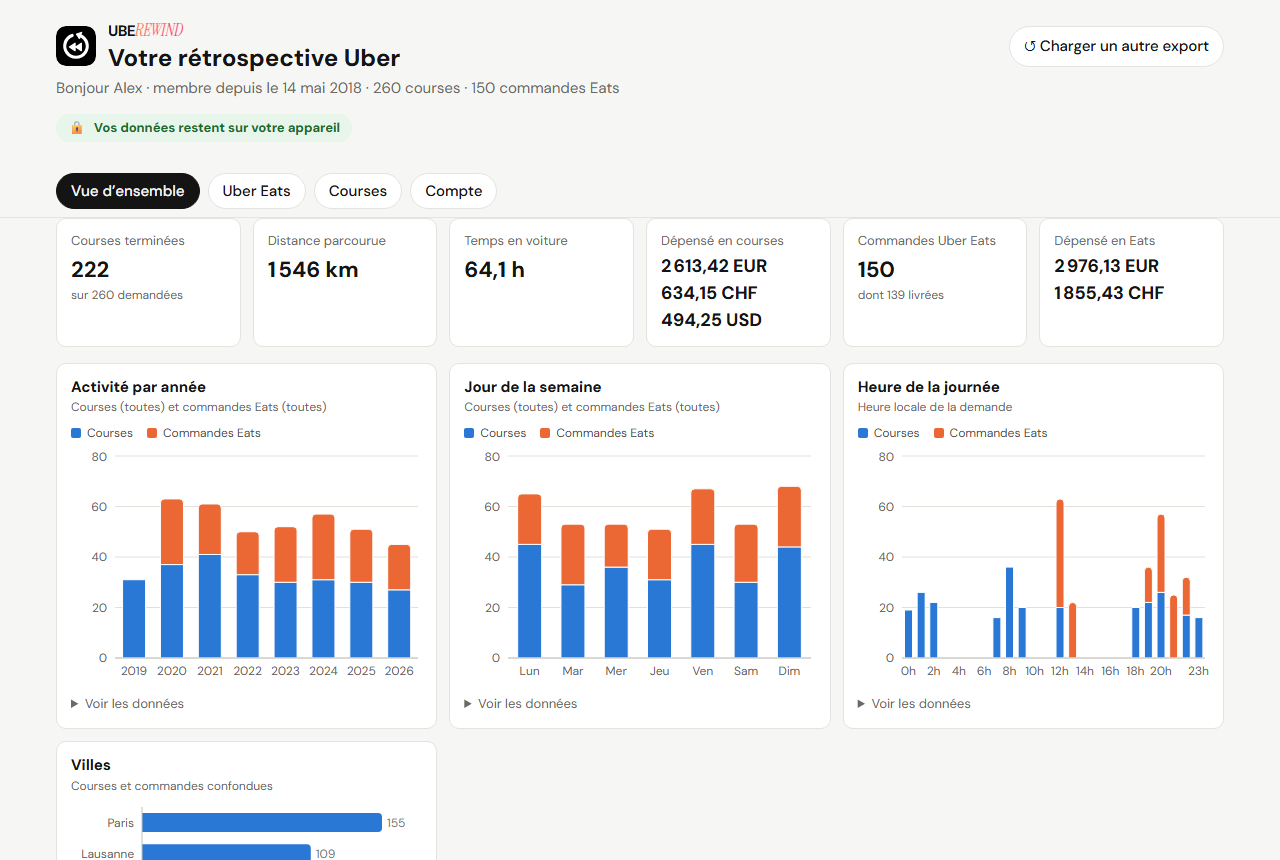 UBEREWIND
Votre rétrospective Uber
↺ Charger un autre export
Bonjour Alex · membre depuis le 14 mai 2018 · 260 courses · 150 commandes Eats
🔒 Vos données restent sur votre appareil
Vue d’ensemble
Uber Eats
Courses
Compte
Courses terminées
222
sur 260 demandées
Distance parcourue
1 546 km
Temps en voiture
64,1 h
Dépensé en courses
2 613,42 EUR
634,15 CHF
494,25 USD
Commandes Uber Eats
150
dont 139 livrées
Dépensé en Eats
2 976,13 EUR
1 855,43 CHF
Activité par année
Courses (toutes) et commandes Eats (toutes)
Courses Commandes Eats
80
60
40
20
0
2019 2020 2021 2022 2023 2024 2025 2026
▶ Voir les données
Jour de la semaine
Courses (toutes) et commandes Eats (toutes)
Courses Commandes Eats
80
60
40
20
0
Lun Mar Mer Jeu Ven Sam Dim
▶ Voir les données
Heure de la journée
Heure locale de la demande
Courses Commandes Eats
80
60
40
20
0
0h 2h 4h 6h 8h 10h 12h 14h 16h 18h 20h 23h
▶ Voir les données
Villes
Courses et commandes confondues
Paris 155
Lausanne 109